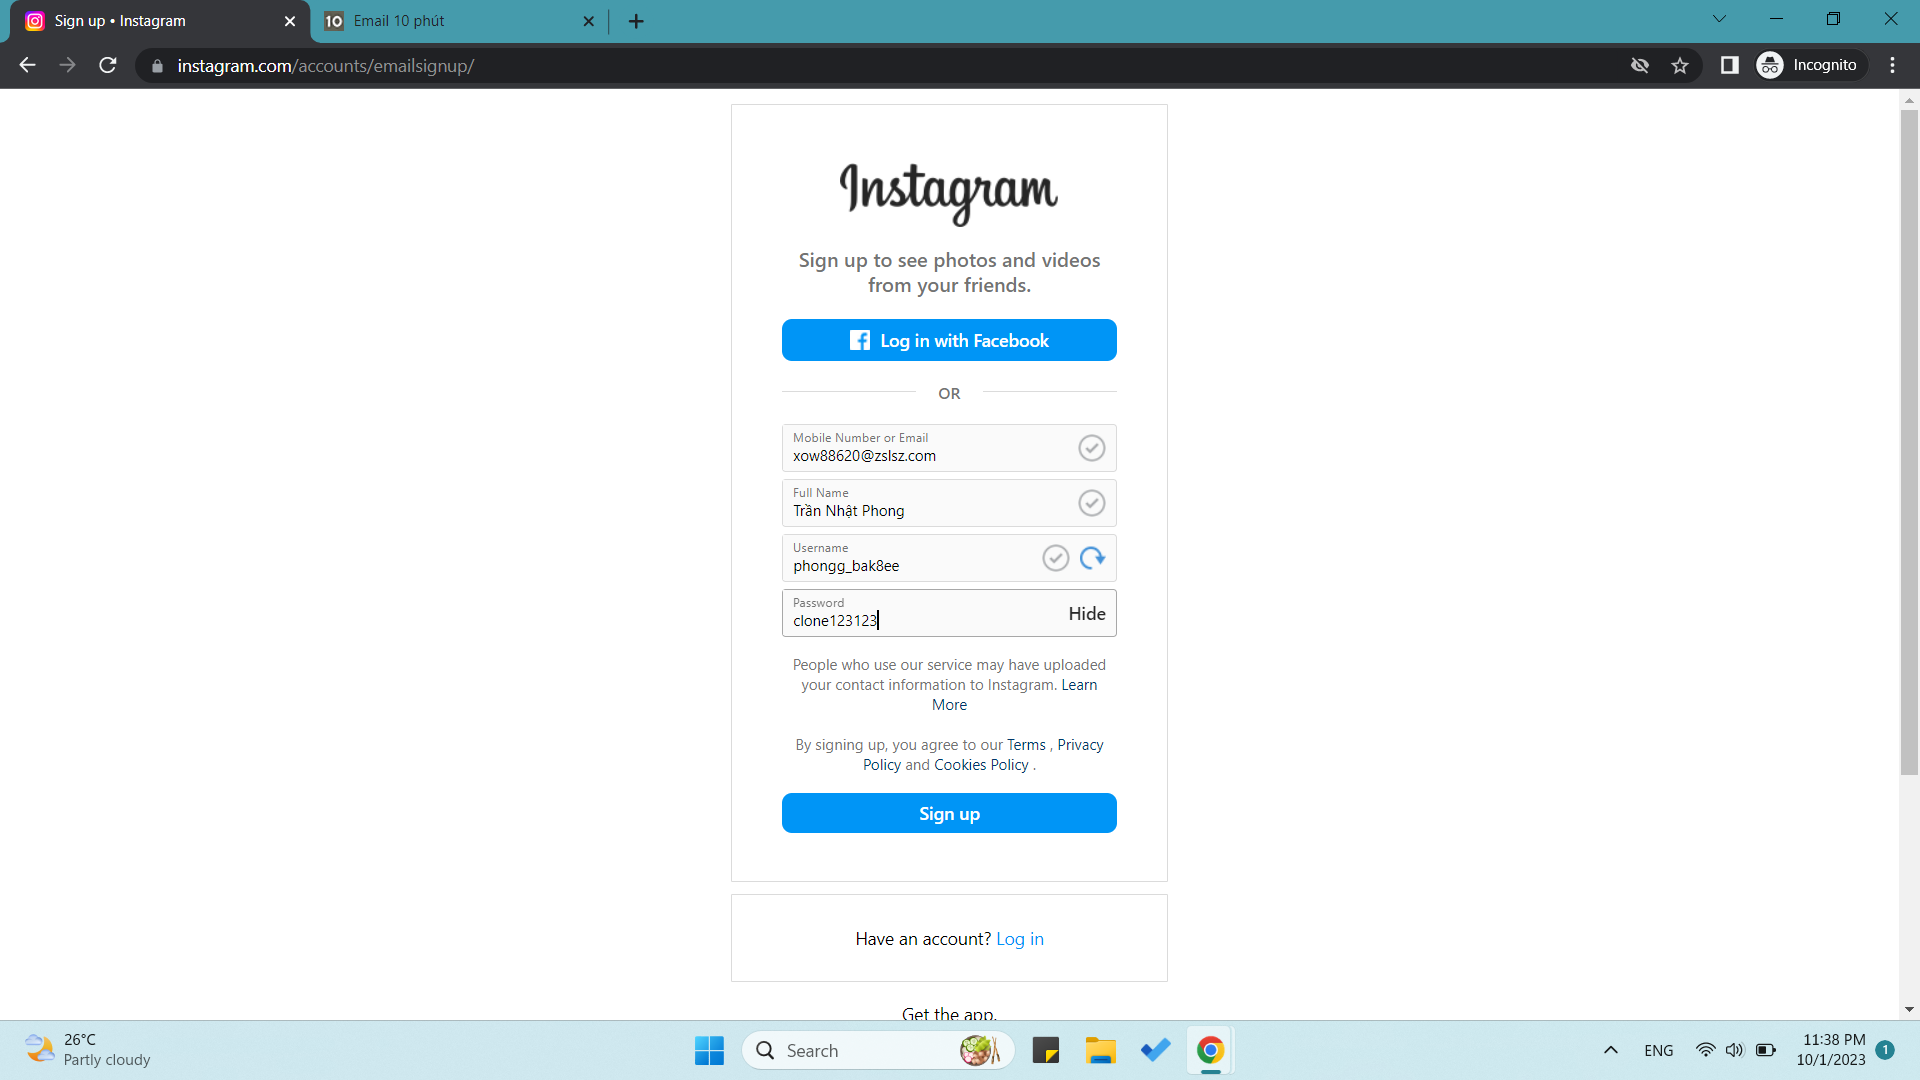 Sign up • Instagram
10 Email 10 phút
instagram.com/accounts/emailsignup/
Incognito
Instagram
Sign up to see photos and videos
from your friends.
Log in with Facebook
OR
Mobile Number or Email
xow88620@zslsz.com
Full Name
Trần Nhật Phong
Username
phongg_bak8ee
Password
clone123123
Hide
People who use our service may have uploaded
your contact information to Instagram. Learn
More
By signing up, you agree to our Terms , Privacy
Policy and Cookies Policy .
Sign up
Have an account? Log in
Get the app.
26°C
Partly cloudy
Search
ENG
11:38 PM
10/1/2023
1